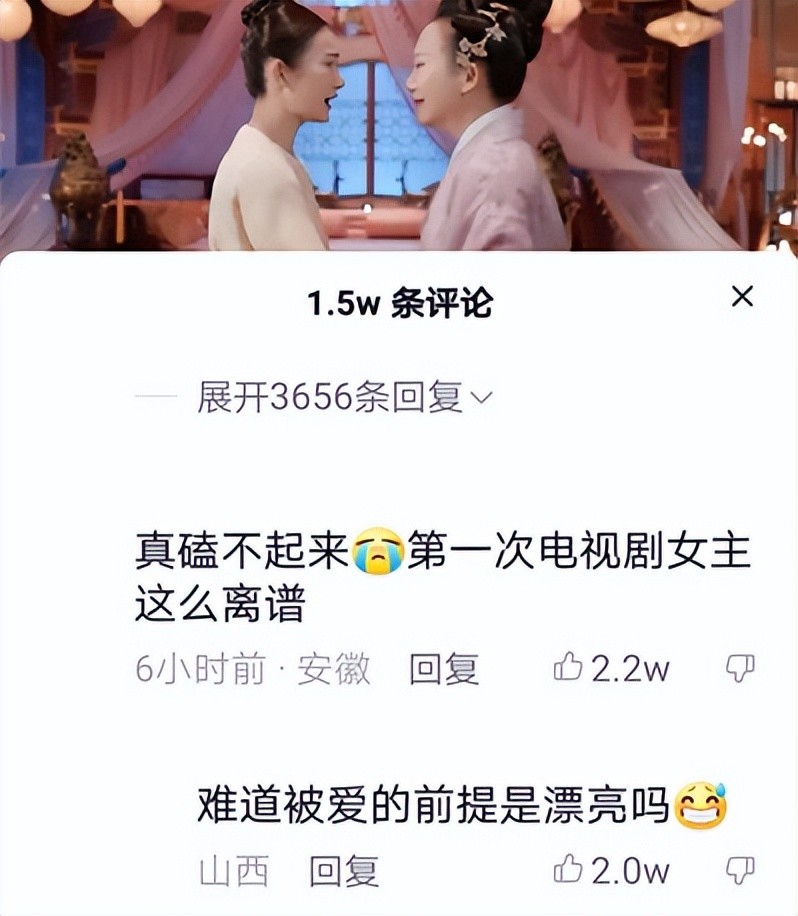 1.5w 条评论
展开3656条回复
真磕不起来😭第一次电视剧女主
这么离谱
6小时前 · 安徽 回复 2.2w
难道被爱的前提是漂亮吗😅
山西 回复 2.0w